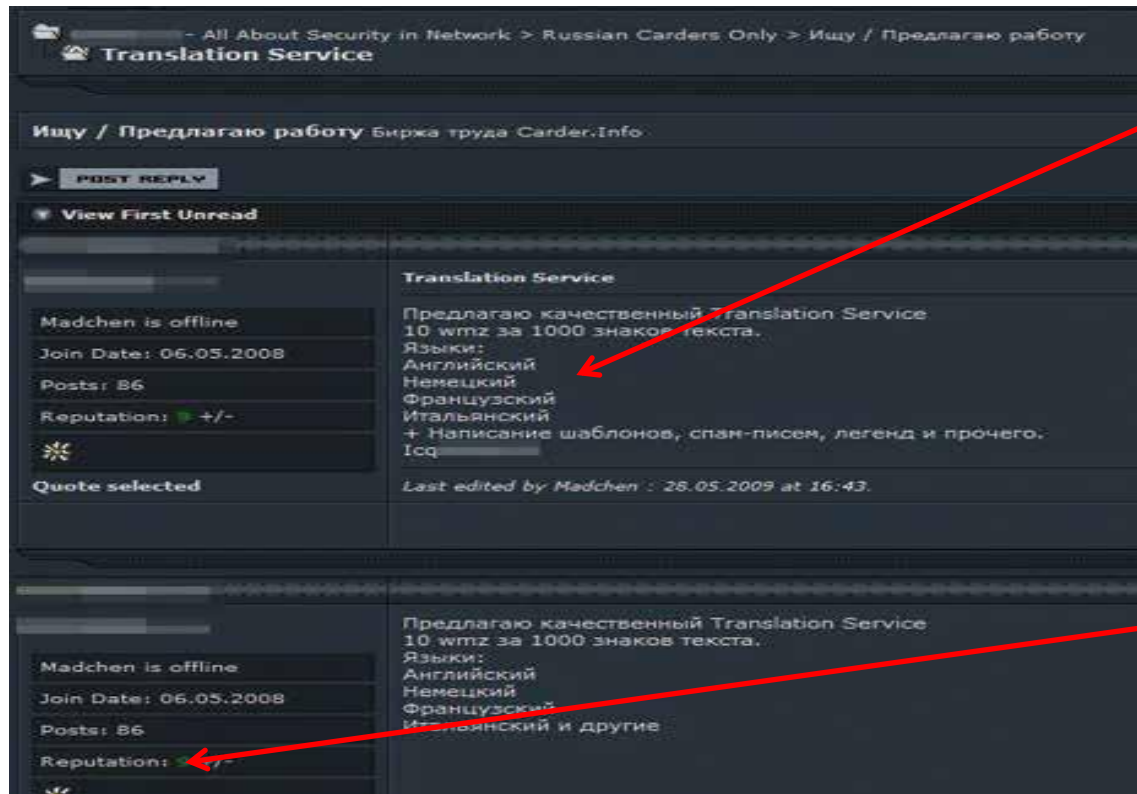 - All About Security in Network > Russian Carders Only > Ищу / Предлагаю работу
Translation Service
Ищу / Предлагаю работу Биржа труда Carder.Info
POST REPLY
View First Unread
Translation Service
Madchen is offline
Join Date: 06.05.2008
Posts: 86
Reputation: 9 +/-
Предлагаю качественный Translation Service
10 wmz за 1000 знаков текста.
Языки:
Английский
Немецкий
Французский
Итальянский
+ Написание шаблонов, спам-писем, легенд и прочего.
Icq
Quote selected
Last edited by Madchen : 28.05.2009 at 16:43.
Madchen is offline
Join Date: 06.05.2008
Posts: 86
Reputation: 9 +/-
Предлагаю качественный Translation Service
10 wmz за 1000 знаков текста.
Языки:
Английский
Немецкий
Французский
Итальянский и другие